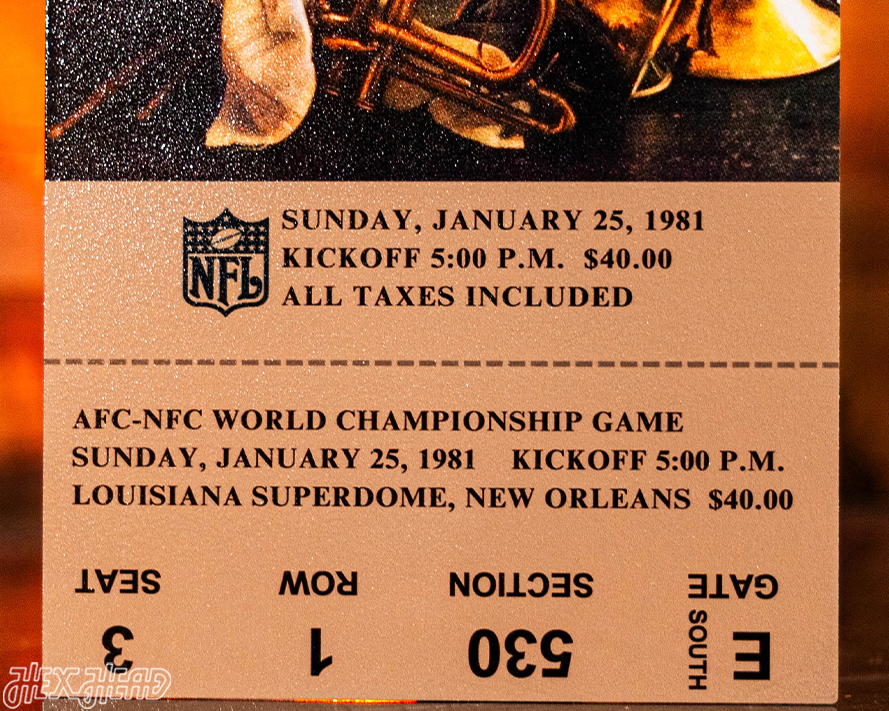 NFL
SUNDAY, JANUARY 25, 1981
KICKOFF 5:00 P.M. $40.00
ALL TAXES INCLUDED
AFC-NFC WORLD CHAMPIONSHIP GAME
SUNDAY, JANUARY 25, 1981 KICKOFF 5:00 P.M.
LOUISIANA SUPERDOME, NEW ORLEANS $40.00
GATE SECTION ROW SEAT
E SOUTH 530 1 3
HEX HEAD